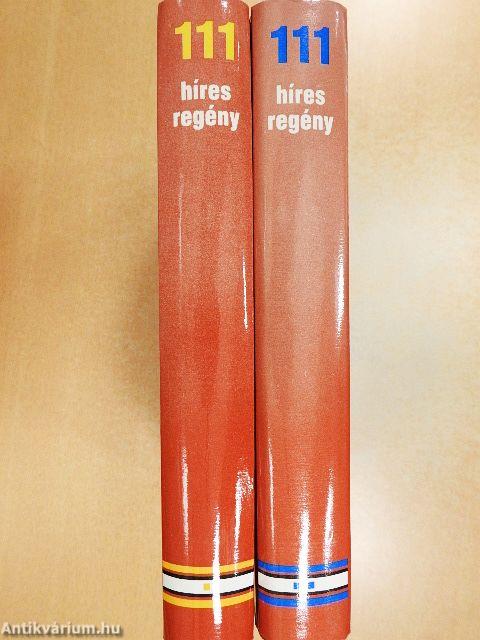 111
híres
regény
111
híres
regény
Antikvárium.hu